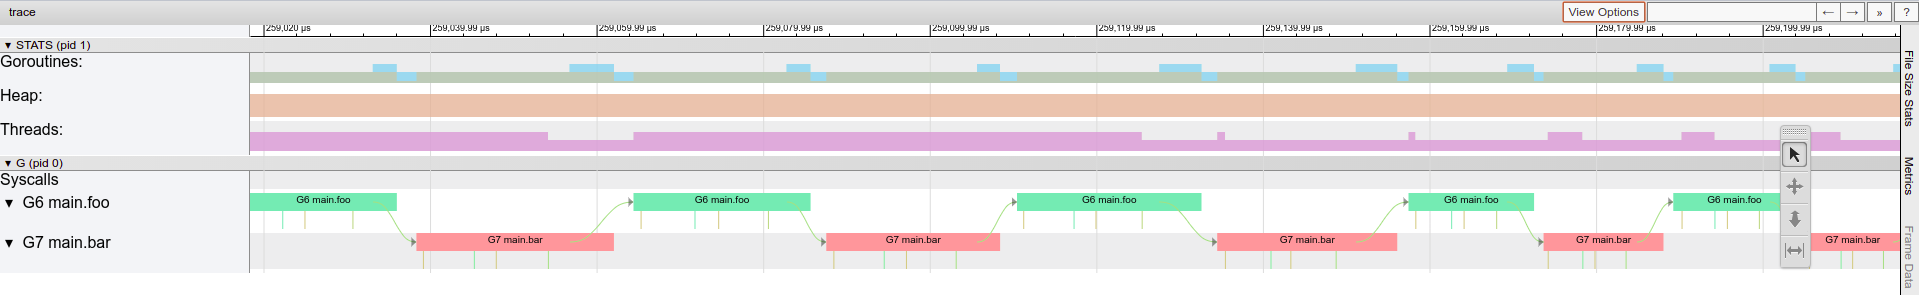 trace
View Options
← → » ?
259,020 µs 259,039.99 µs 259,059.99 µs 259,079.99 µs 259,099.99 µs 259,119.99 µs 259,139.99 µs 259,159.99 µs 259,179.99 µs 259,199.99 µs
▼ STATS (pid 1)
Goroutines:
Heap:
Threads:
▼ G (pid 0)
Syscalls
▼ G6 main.foo
G6 main.foo G6 main.foo G6 main.foo G6 main.foo G6 main.foo
▼ G7 main.bar
G7 main.bar G7 main.bar G7 main.bar G7 main.bar G7 main.bar
File Size Stats
Metrics
Frame Data